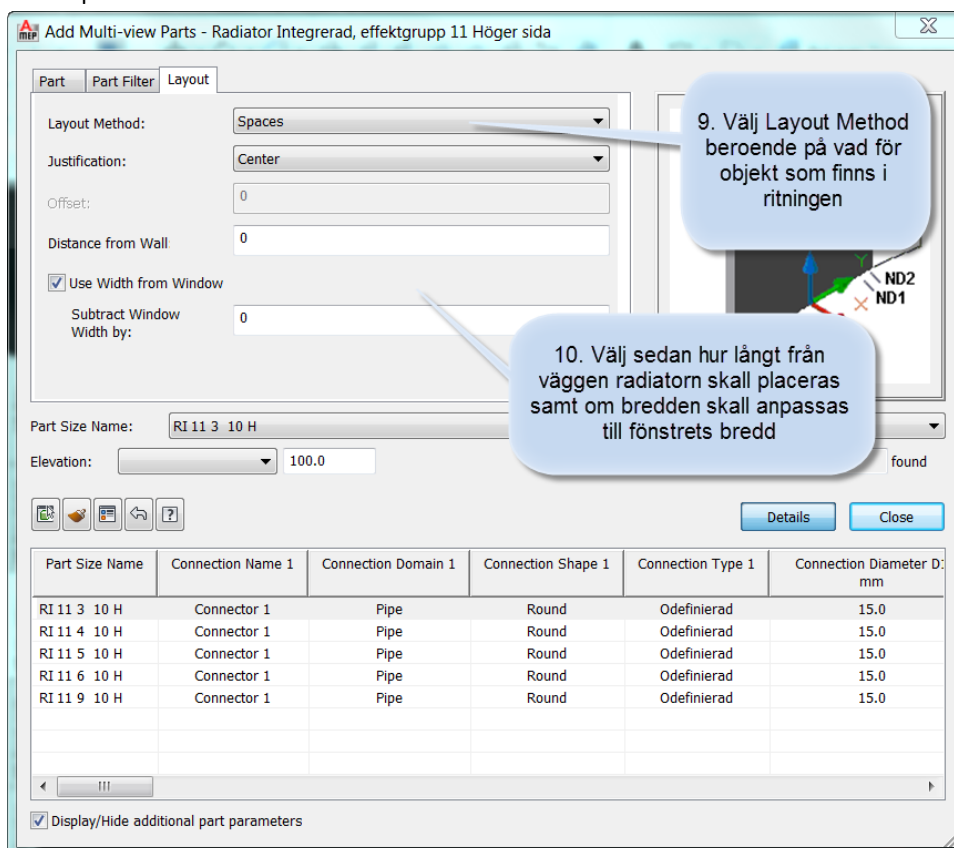 Add Multi-view Parts - Radiator Integrerad, effektgrupp 11 Höger sida
Part Part Filter Layout
Layout Method: Spaces
Justification: Center
Offset: 0
Distance from Wall 0
Use Width from Window
Subtract Window
Width by: 0
9. Välj Layout Method
beroende på vad för
objekt som finns i
ritningen
ND2
ND1
10. Välj sedan hur långt från
väggen radiatorn skall placeras
samt om bredden skall anpassas
till fönstrets bredd
Part Size Name: RI 11 3 10 H
Elevation: 100.0 found
Details Close
Part Size Name Connection Name 1 Connection Domain 1 Connection Shape 1 Connection Type 1 Connection Diameter D
mm
RI 11 3 10 H Connector 1 Pipe Round Odefinierad 15.0
RI 11 4 10 H Connector 1 Pipe Round Odefinierad 15.0
RI 11 5 10 H Connector 1 Pipe Round Odefinierad 15.0
RI 11 6 10 H Connector 1 Pipe Round Odefinierad 15.0
RI 11 9 10 H Connector 1 Pipe Round Odefinierad 15.0
Display/Hide additional part parameters